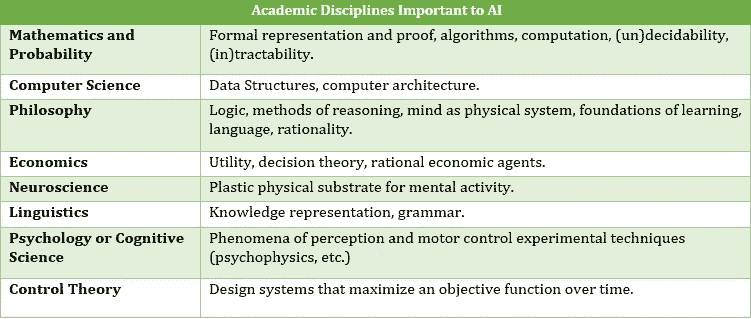 Academic Disciplines Important to AI
Mathematics and Probability Formal representation and proof, algorithms, computation, (un)decidability, (in)tractability.
Computer Science Data Structures, computer architecture.
Philosophy Logic, methods of reasoning, mind as physical system, foundations of learning, language, rationality.
Economics Utility, decision theory, rational economic agents.
Neuroscience Plastic physical substrate for mental activity.
Linguistics Knowledge representation, grammar.
Psychology or Cognitive Science Phenomena of perception and motor control experimental techniques (psychophysics, etc.)
Control Theory Design systems that maximize an objective function over time.